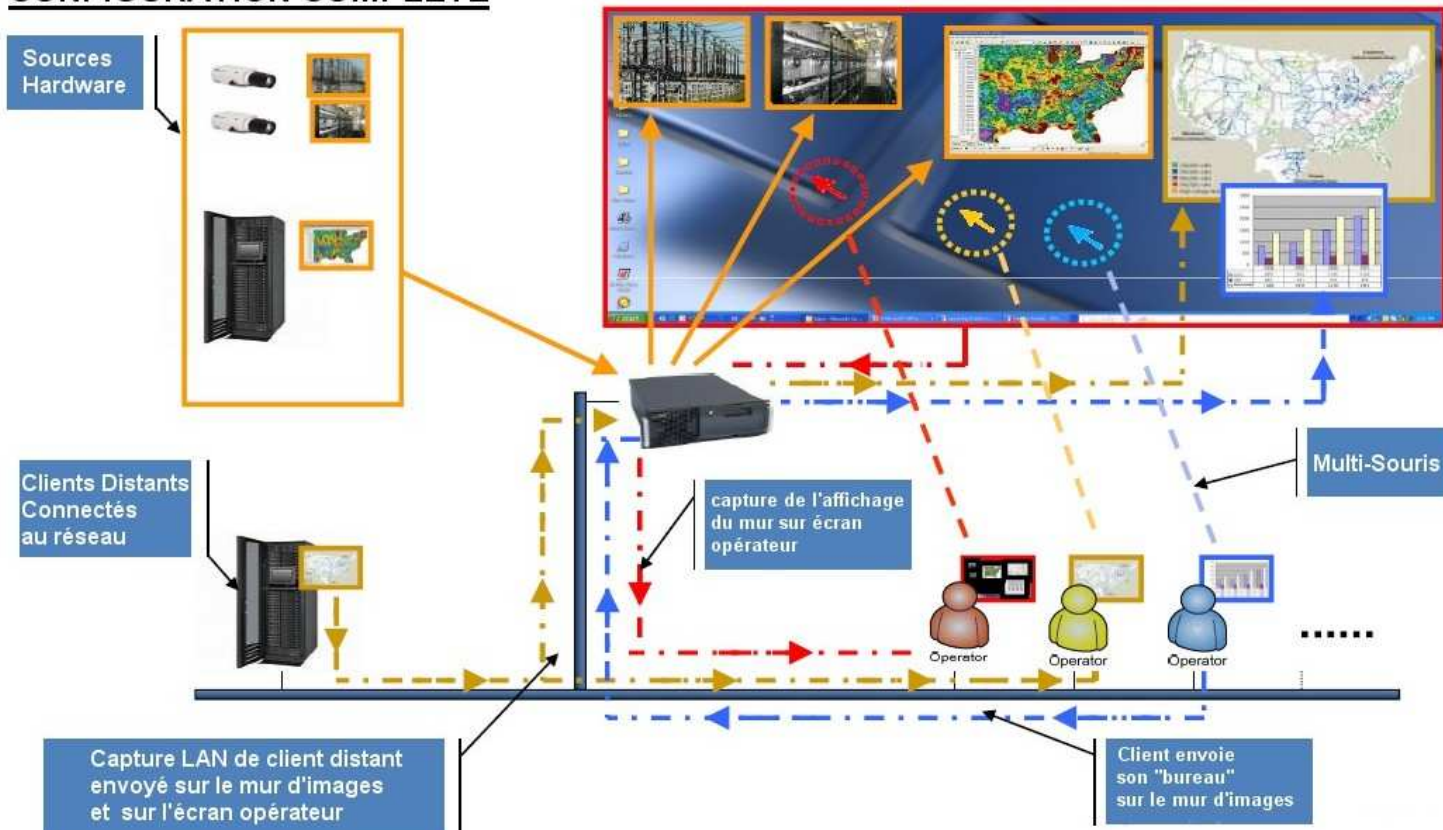 CONFIGURATION COMPLETE
Sources
Hardware
Clients Distants
Connectés
au réseau
capture de l'affichage
du mur sur écran
opérateur
Multi-Souris
Operator
Operator
Operator
......
Capture LAN de client distant
envoyé sur le mur d'images
et sur l'écran opérateur
Client envoie
son "bureau"
sur le mur d'images